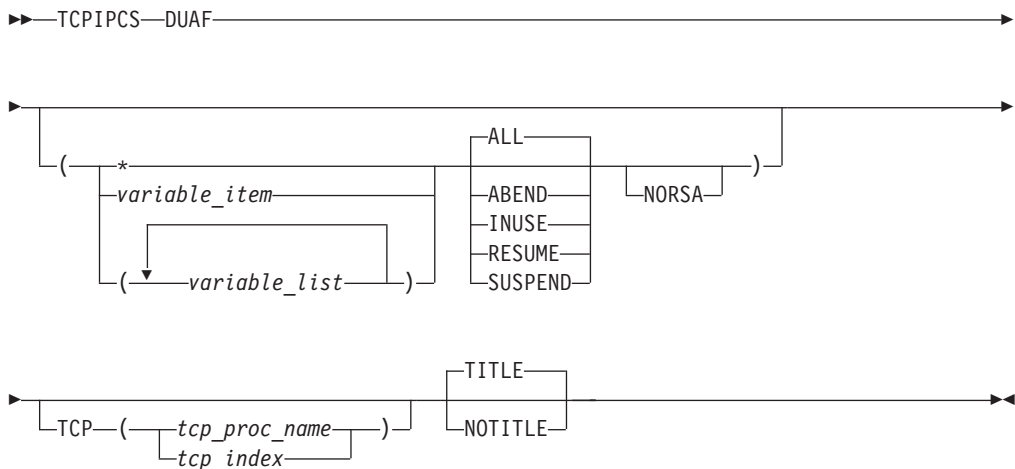 TCPIPCS DUAF
ALL
( * )
variable_item ABEND NORSA
INUSE
( variable_list ) RESUME
SUSPEND
TITLE
TCP ( tcp_proc_name ) NOTITLE
tcp_index